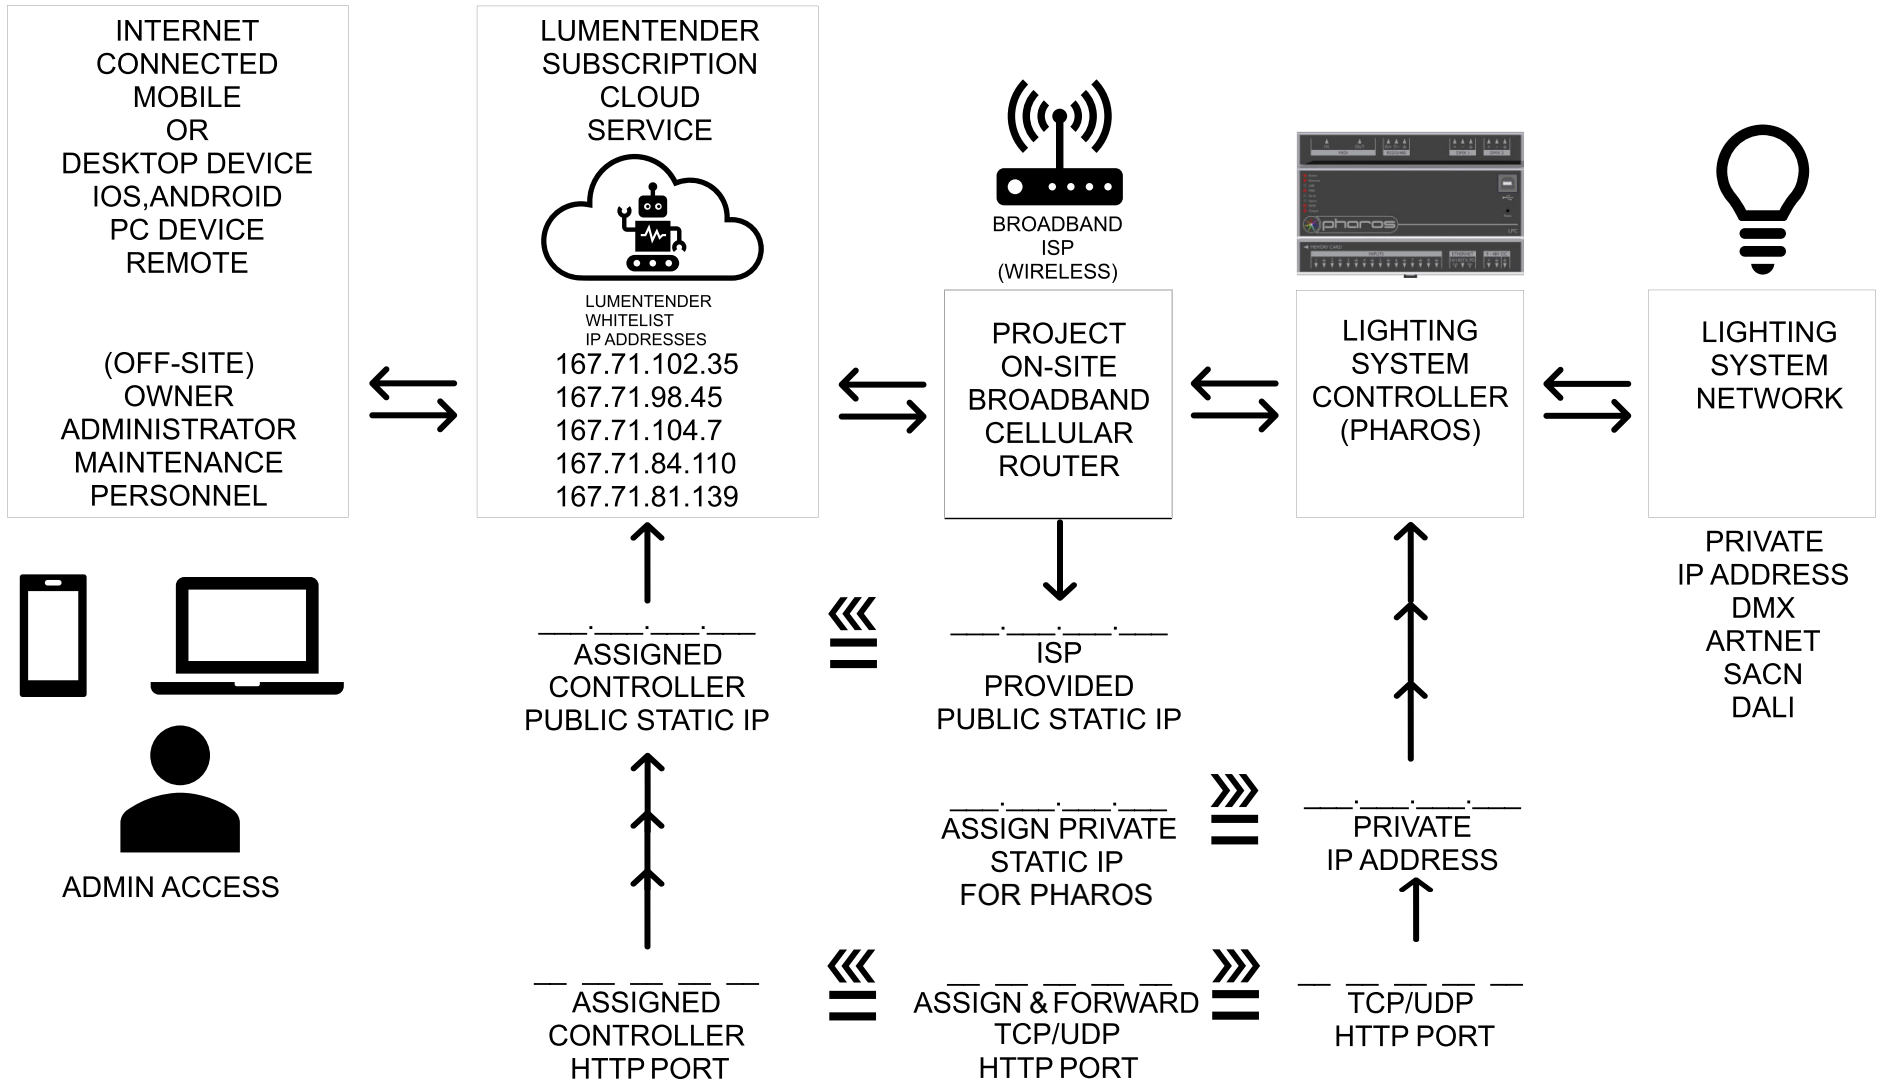 INTERNET
CONNECTED
MOBILE
OR
DESKTOP DEVICE
IOS,ANDROID
PC DEVICE
REMOTE
(OFF-SITE)
OWNER
ADMINISTRATOR
MAINTENANCE
PERSONNEL
ADMIN ACCESS
LUMENTENDER
SUBSCRIPTION
CLOUD
SERVICE
LUMENTENDER
WHITELIST
IP ADDRESSES
167.71.102.35
167.71.98.45
167.71.104.7
167.71.84.110
167.71.81.139
___.___.___.___
ASSIGNED
CONTROLLER
PUBLIC STATIC IP
__ __ __ __ __
ASSIGNED
CONTROLLER
HTTP PORT
BROADBAND
ISP
(WIRELESS)
PROJECT
ON-SITE
BROADBAND
CELLULAR
ROUTER
___.___.___.___
ISP
PROVIDED
PUBLIC STATIC IP
___.___.___.___
ASSIGN PRIVATE
STATIC IP
FOR PHAROS
__ __ __ __ __
ASSIGN & FORWARD
TCP/UDP
HTTP PORT
pharos
MEMORY CARD
INPUTS
ETHERNET
LIGHTING
SYSTEM
CONTROLLER
(PHAROS)
___.___.___.___
PRIVATE
IP ADDRESS
__ __ __ __ __
TCP/UDP
HTTP PORT
LIGHTING
SYSTEM
NETWORK
PRIVATE
IP ADDRESS
DMX
ARTNET
SACN
DALI